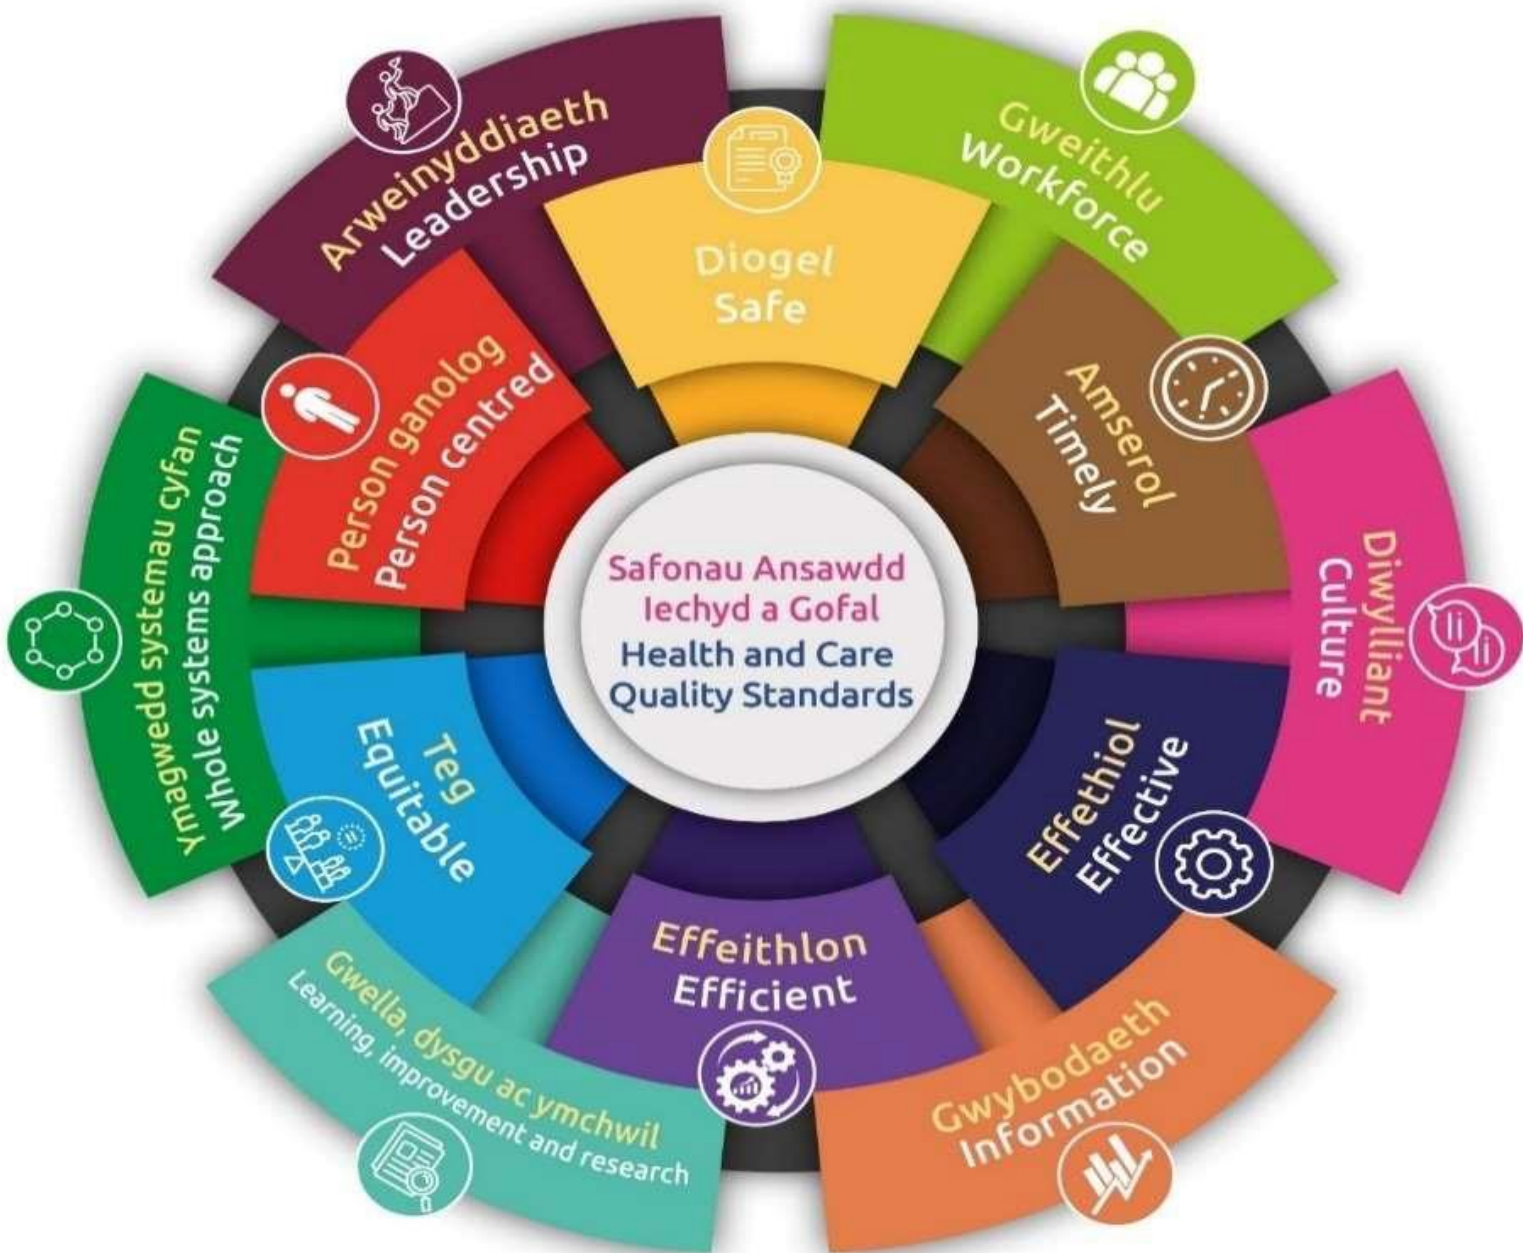 Arweinyddiaeth
Leadership
Gweithlu
Workforce
Diogel
Safe
Person ganolog
Person centred
Amserol
Timely
Ymagwedd systemau cyfan
Whole systems approach
Diwylliant
Culture
Safonau Ansawdd
Iechyd a Gofal
Health and Care
Quality Standards
Teg
Equitable
Effethiol
Effective
Effeithlon
Efficient
Gwella, dysgu ac ymchwil
Learning, improvement and research
Gwybodaeth
Information